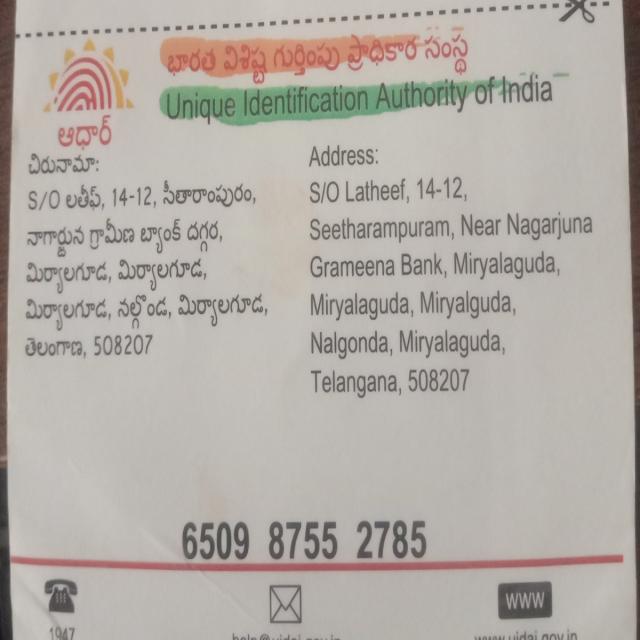 భారత విశిష్ట గుర్తింపు ప్రాధికార సంస్థ
Unique Identification Authority of India
ఆధార్
చిరునామా:
S/O లతీఫ్, 14-12, సీతారాంపురం,
నాగార్జున గ్రామీణ బ్యాంక్ దగ్గర,
మిర్యాలగూడ, మిర్యాలగూడ,
మిర్యాలగూడ, నల్గొండ, మిర్యాలగూడ,
తెలంగాణ, 508207
Address:
S/O Latheef, 14-12,
Seetharampuram, Near Nagarjuna
Grameena Bank, Miryalaguda,
Miryalaguda, Miryalguda,
Nalgonda, Miryalaguda,
Telangana, 508207
6509 8755 2785
WWW
1947
help@uidai.gov.in
www.uidai.gov.in